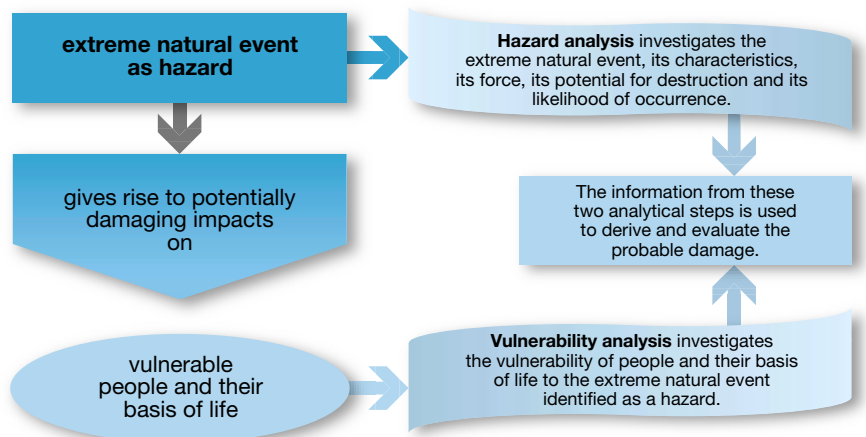 extreme natural event
as hazard
Hazard analysis investigates the
extreme natural event, its characteristics,
its force, its potential for destruction and its
likelihood of occurrence.
gives rise to potentially
damaging impacts
on
The information from these
two analytical steps is used
to derive and evaluate the
probable damage.
vulnerable
people and their
basis of life
Vulnerability analysis investigates
the vulnerability of people and their basis
of life to the extreme natural event
identified as a hazard.